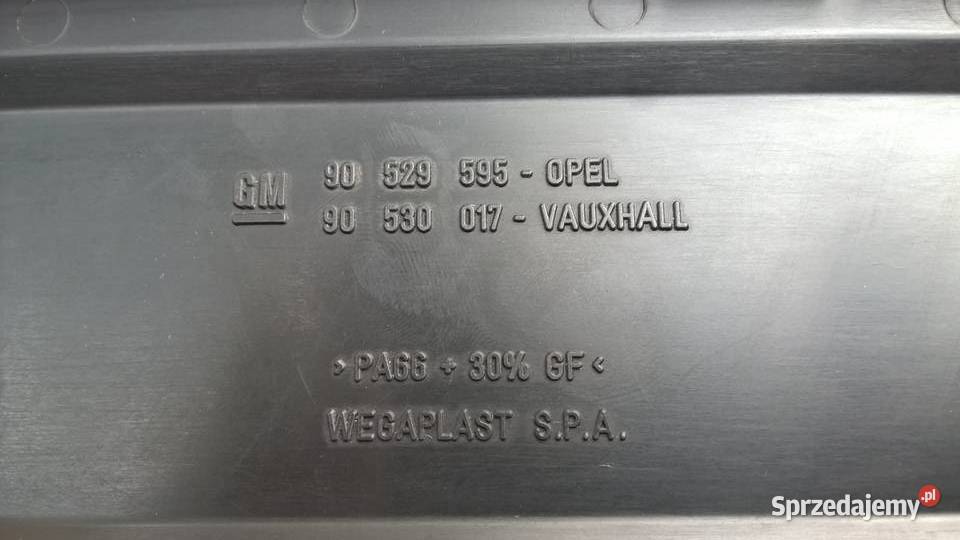 GM
90 529 595 - OPEL
90 530 017 - VAUXHALL
>PA66 + 30% GF<
WEGAPLAST S.P.A.
Sprzedajemy.pl